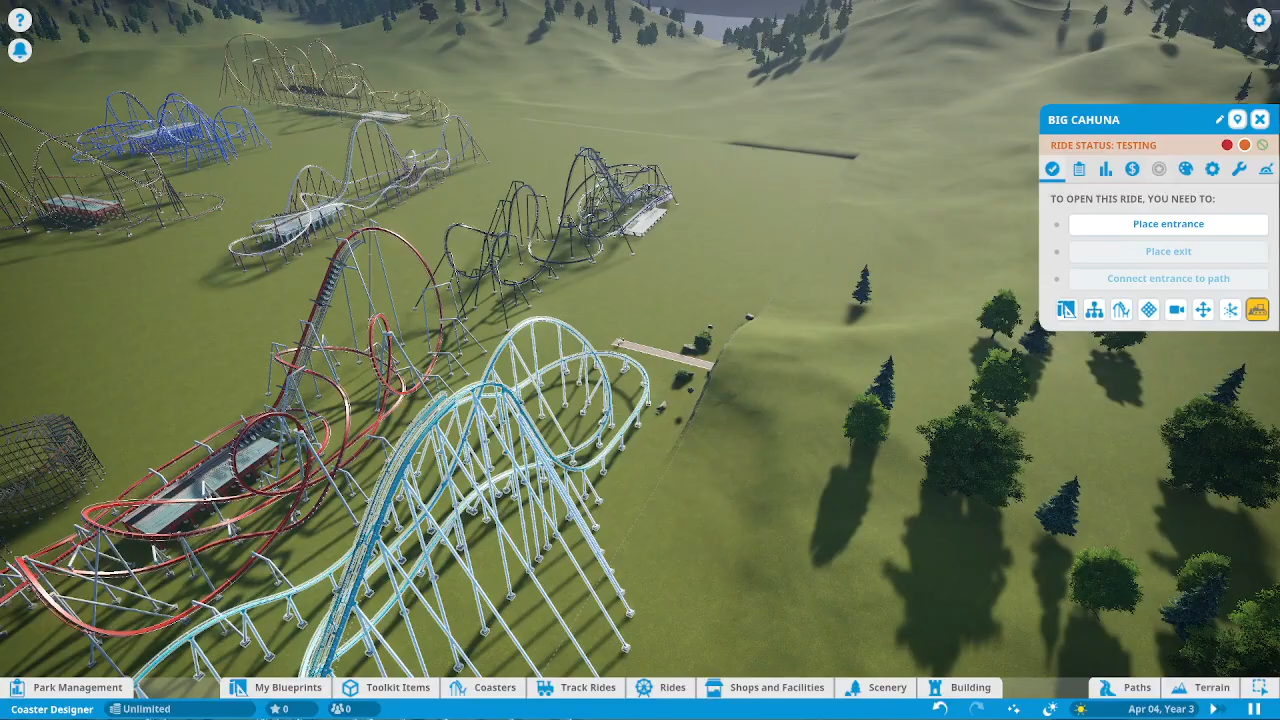 BIG CAHUNA
RIDE STATUS: TESTING
TO OPEN THIS RIDE, YOU NEED TO:
Place entrance
Place exit
Connect entrance to path
Park Management
My Blueprints
Toolkit Items
Coasters
Track Rides
Rides
Shops and Facilities
Scenery
Building
Paths
Terrain
Coaster Designer
Unlimited
0
0
Apr 04, Year 3